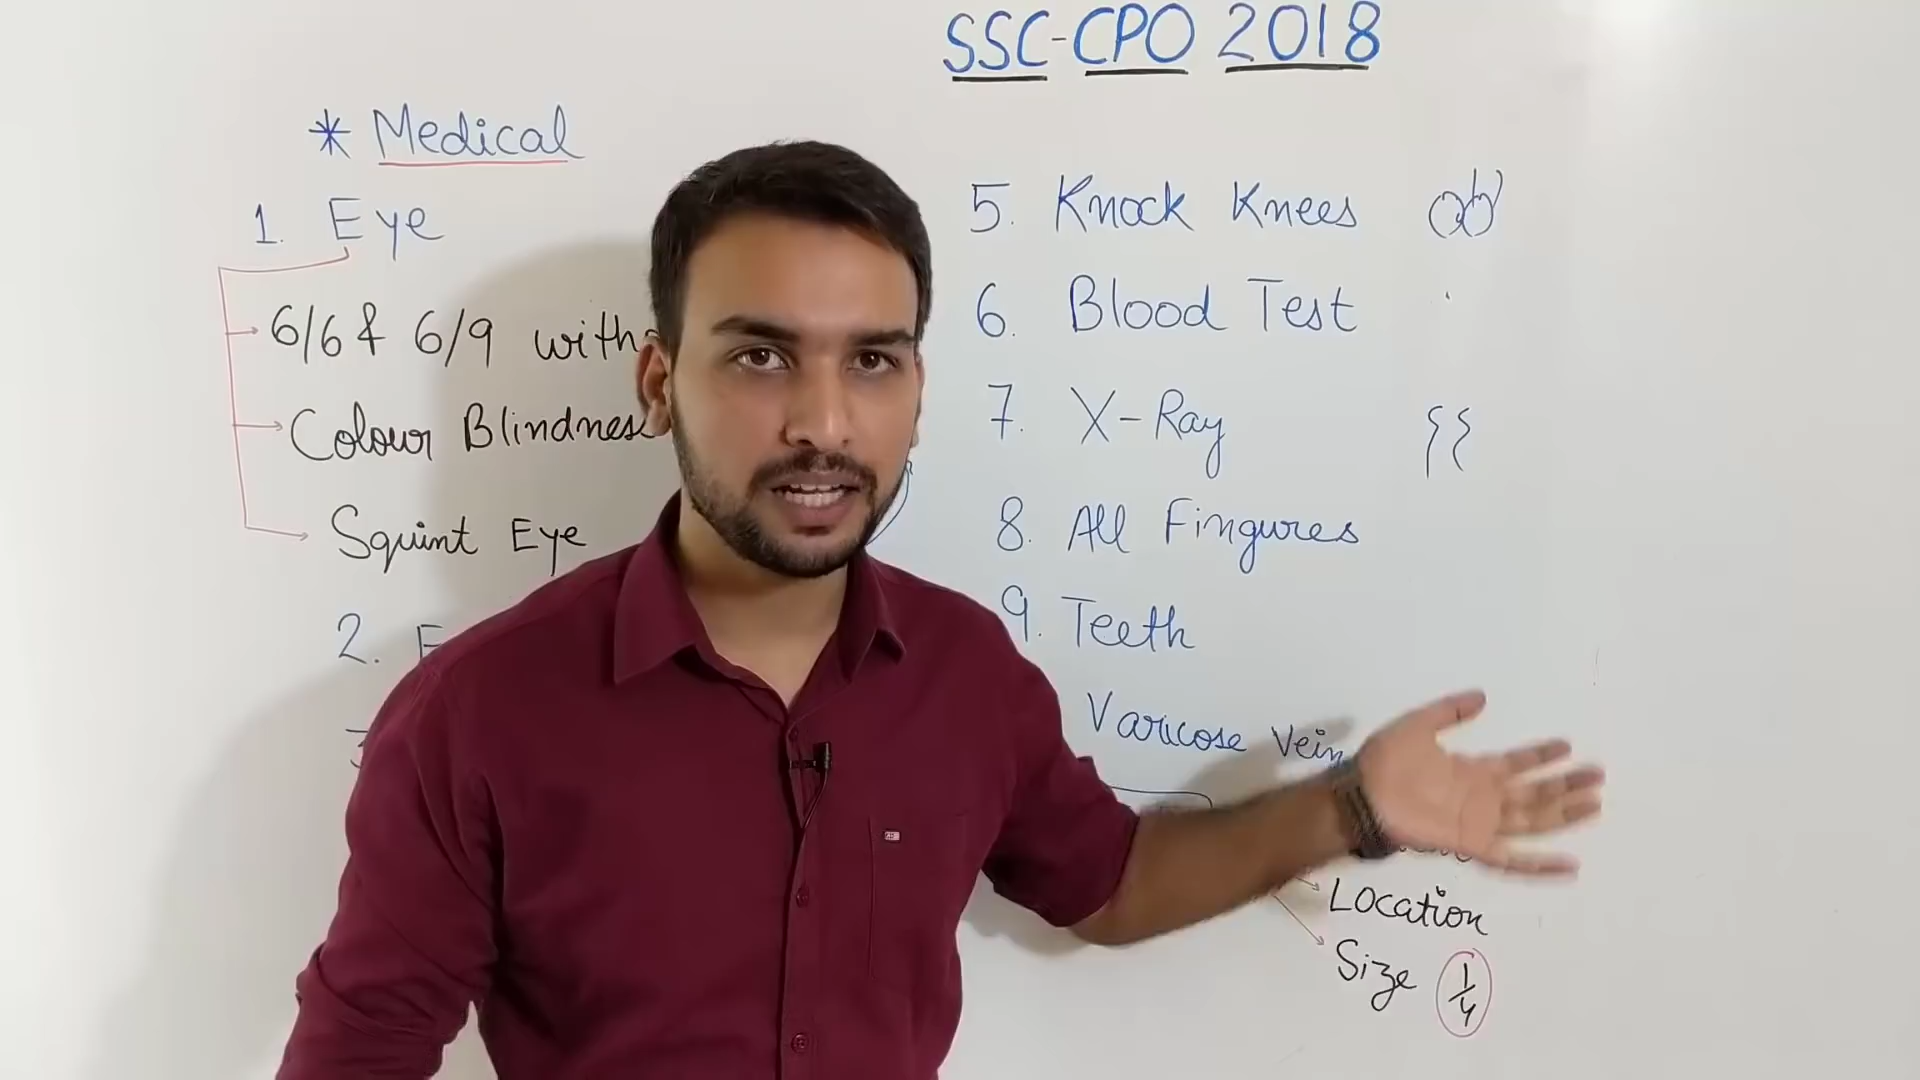 SSC-CPO 2018
* Medical
1. Eye
6/6 & 6/9 with
Colour Blindness
Squint Eye
2.
5. Knock Knees
6. Blood Test
7. X-Ray
8. All Fingures
9. Teeth
Varicose Vein
Location
Size 1/4